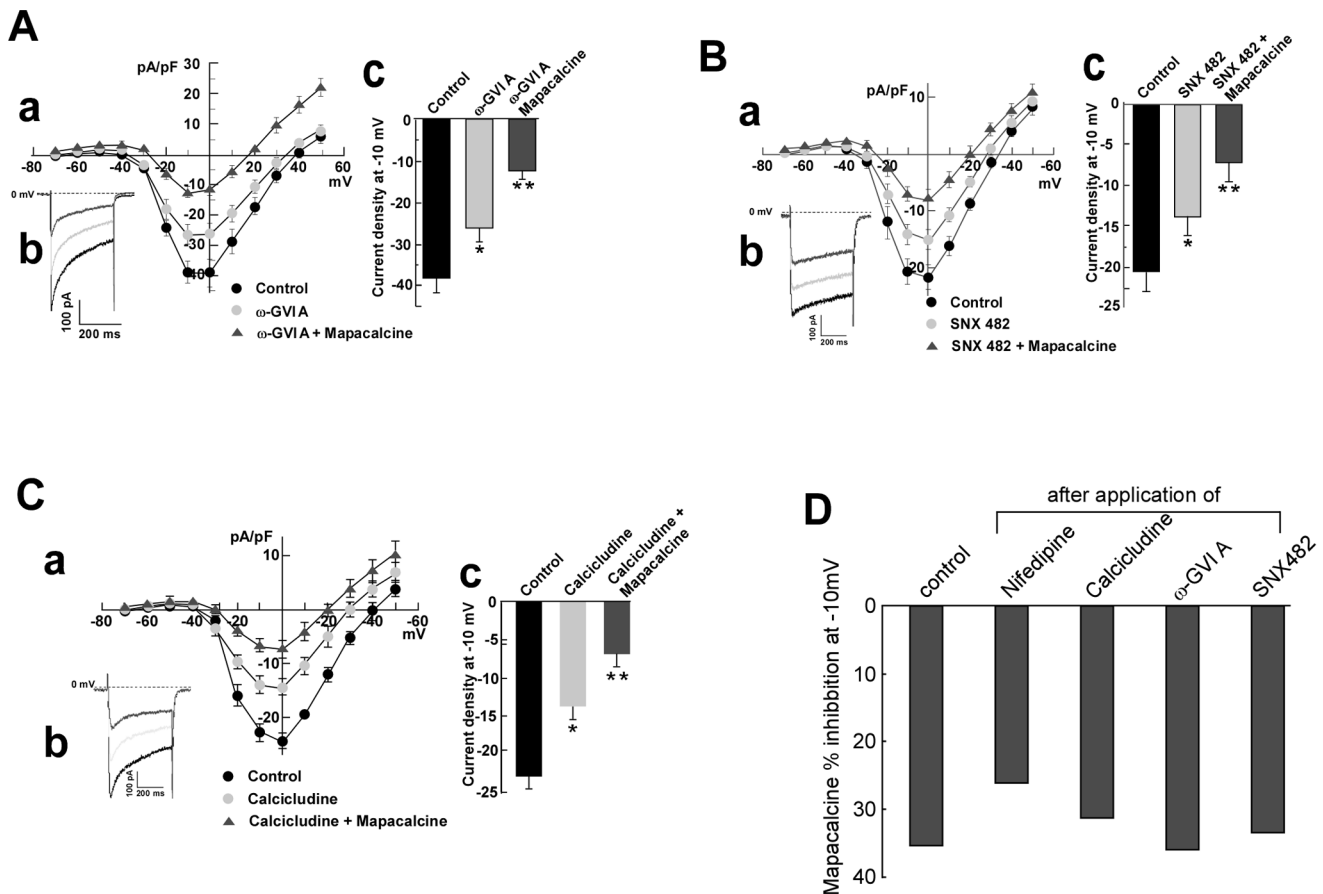 A
a
pA/pF
30
20
10
-80
-60
-40
-20
20
40
60
mV
-10
-20
-30
-40
b
0 mV
100 pA
200 ms
Control
ω-GVI A
ω-GVI A + Mapacalcine
c
Control
ω-GVI A
ω-GVI A
Mapacalcine
Current density at -10 mV
0
-10
-20
-30
-40
*
**
B
a
pA/pF
10
-80
-60
-40
-20
-20
-40
-60
mV
-10
-20
b
0 mV
100 pA
200 ms
Control
SNX 482
SNX 482 + Mapacalcine
c
Control
SNX 482
SNX 482 +
Mapacalcine
Current density at -10 mV
0
-5
-10
-15
-20
-25
*
**
C
a
pA/pF
10
-80
-60
-40
-20
-20
-40
-60
mV
-10
-20
b
0 mV
100 pA
200 ms
Control
Calcicludine
Calcicludine + Mapacalcine
c
Control
Calcicludine
Calcicludine +
Mapacalcine
Current density at -10 mV
0
-5
-10
-15
-20
-25
*
**
D
after application of
control
Nifedipine
Calcicludine
ω-GVI A
SNX482
Mapacalcine % inhibbition at -10mV
0
10
20
30
40